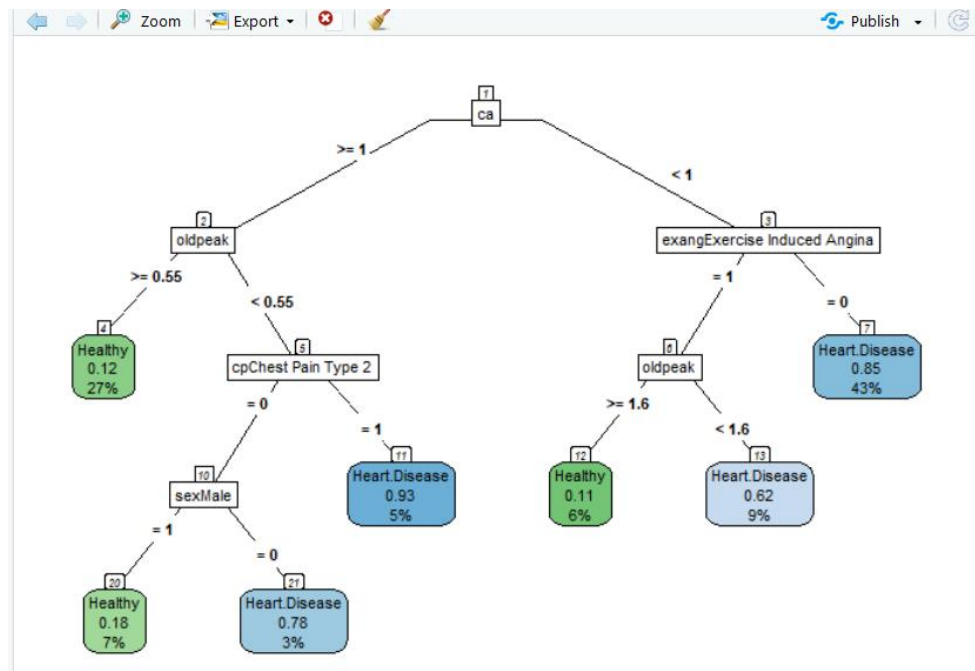 Zoom Export Publish
1
ca
>= 1
< 1
2
oldpeak
3
exangExercise Induced Angina
>= 0.55
< 0.55
= 1
= 0
4
Healthy
0.12
27%
5
cpChest Pain Type 2
6
oldpeak
7
Heart.Disease
0.85
43%
= 0
= 1
>= 1.6
< 1.6
10
sexMale
11
Heart.Disease
0.93
5%
12
Healthy
0.11
6%
13
Heart.Disease
0.62
9%
= 1
= 0
20
Healthy
0.18
7%
21
Heart.Disease
0.78
3%